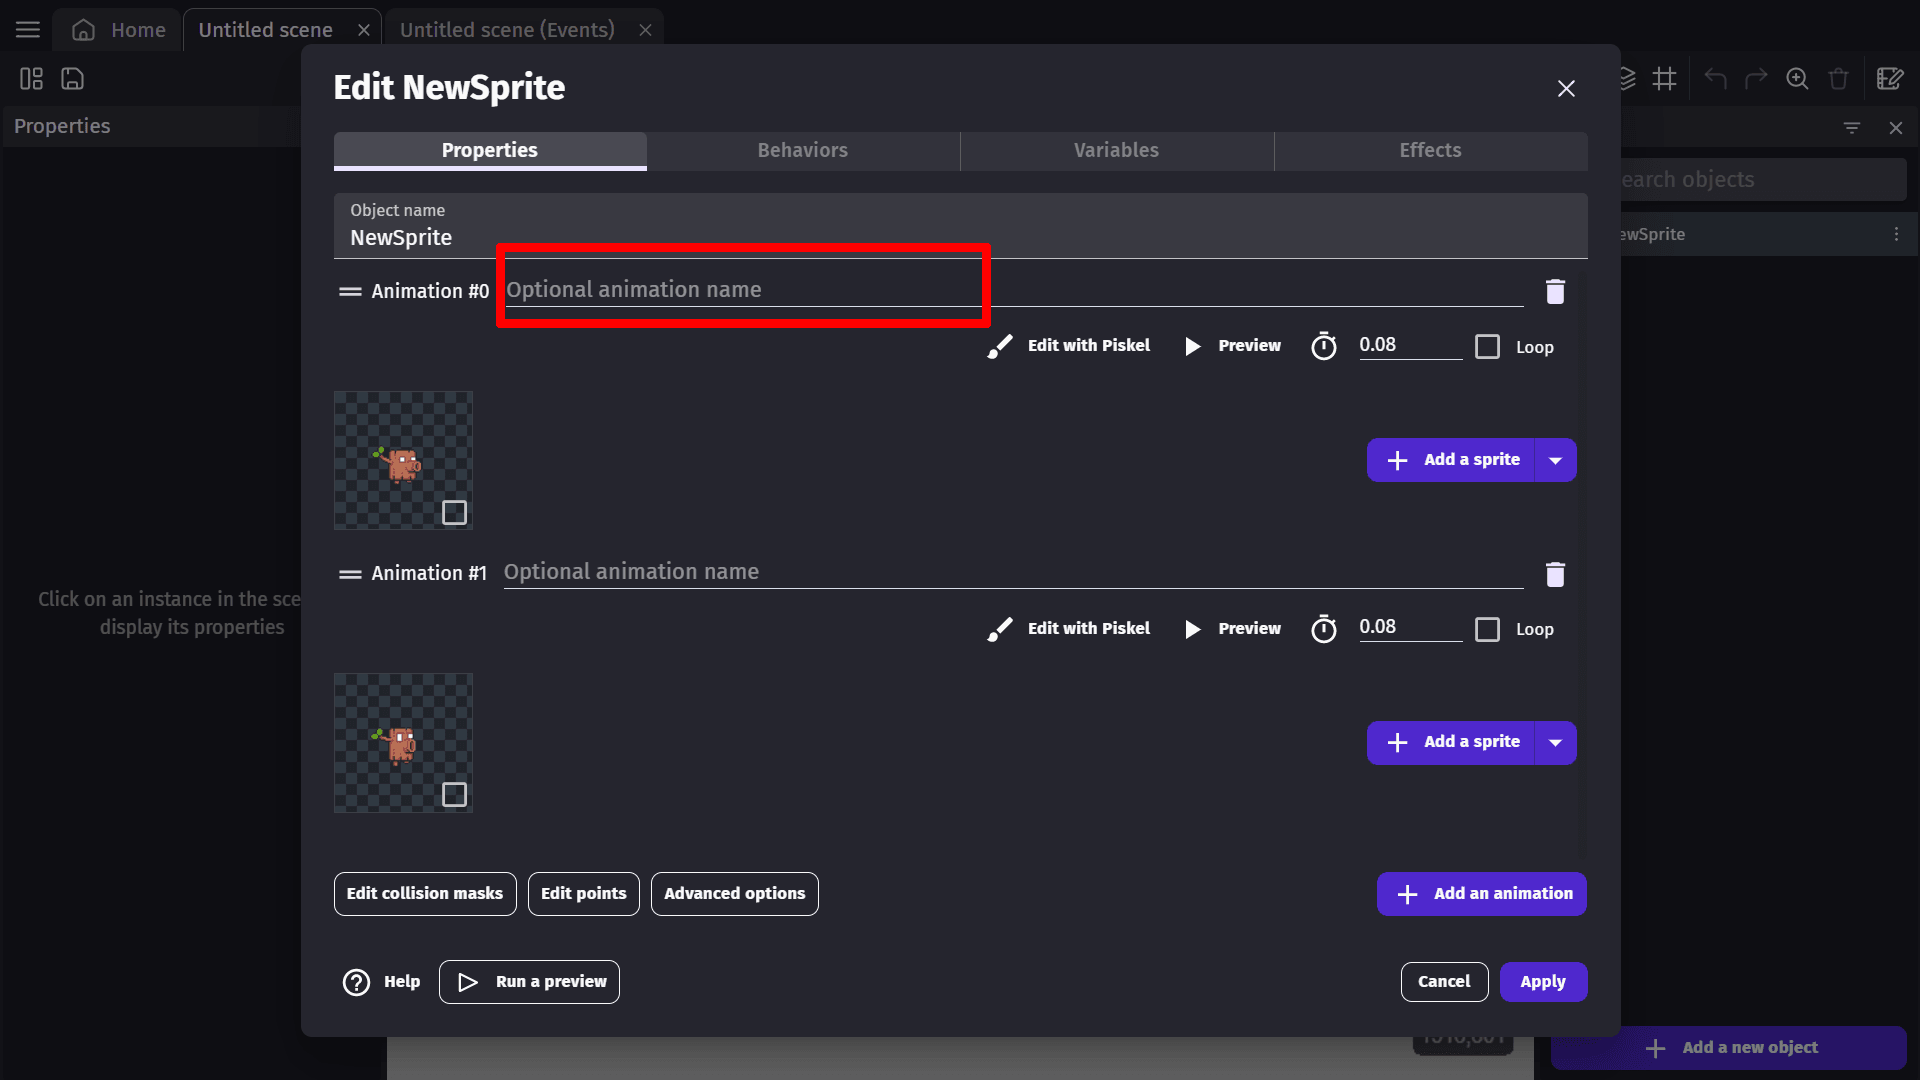 Home
Untitled scene
Untitled scene (Events)
Properties
Edit NewSprite
Properties
Behaviors
Variables
Effects
earch objects
Object name
NewSprite
ewSprite
Animation #0
Optional animation name
Edit with Piskel
Preview
0.08
Loop
Add a sprite
Animation #1
Optional animation name
Click on an instance in the sce
display its properties
Edit with Piskel
Preview
0.08
Loop
Add a sprite
Edit collision masks
Edit points
Advanced options
Add an animation
Help
Run a preview
Cancel
Apply
Add a new object